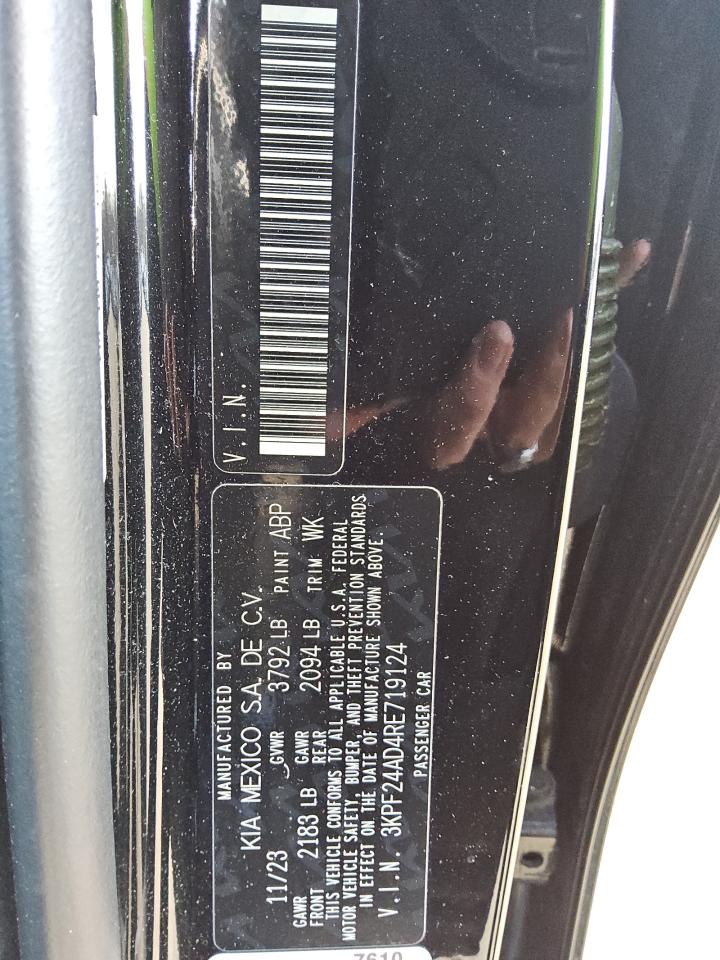 V.I.N.
MANUFACTURED BY
KIA MEXICO S.A. DE C.V.
11/23 GVWR 3792 LB PAINT ABP
GAWR FRONT 2183 LB GAWR REAR 2094 LB TRIM WK
THIS VEHICLE CONFORMS TO ALL APPLICABLE U.S.A. FEDERAL
MOTOR VEHICLE SAFETY, BUMPER, AND THEFT PREVENTION STANDARDS
IN EFFECT ON THE DATE OF MANUFACTURE SHOWN ABOVE.
V.I.N. 3KPF24AD4RE719124
PASSENGER CAR
7610